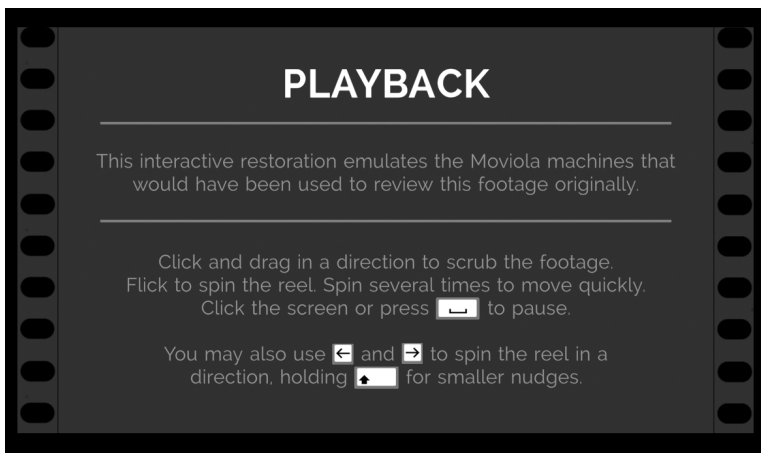 PLAYBACK
This interactive restoration emulates the Moviola machines that
would have been used to review this footage originally.
Click and drag in a direction to scrub the footage.
Flick to spin the reel. Spin several times to move quickly.
Click the screen or press ⎵ to pause.
You may also use ← and → to spin the reel in a
direction, holding ⬆ for smaller nudges.